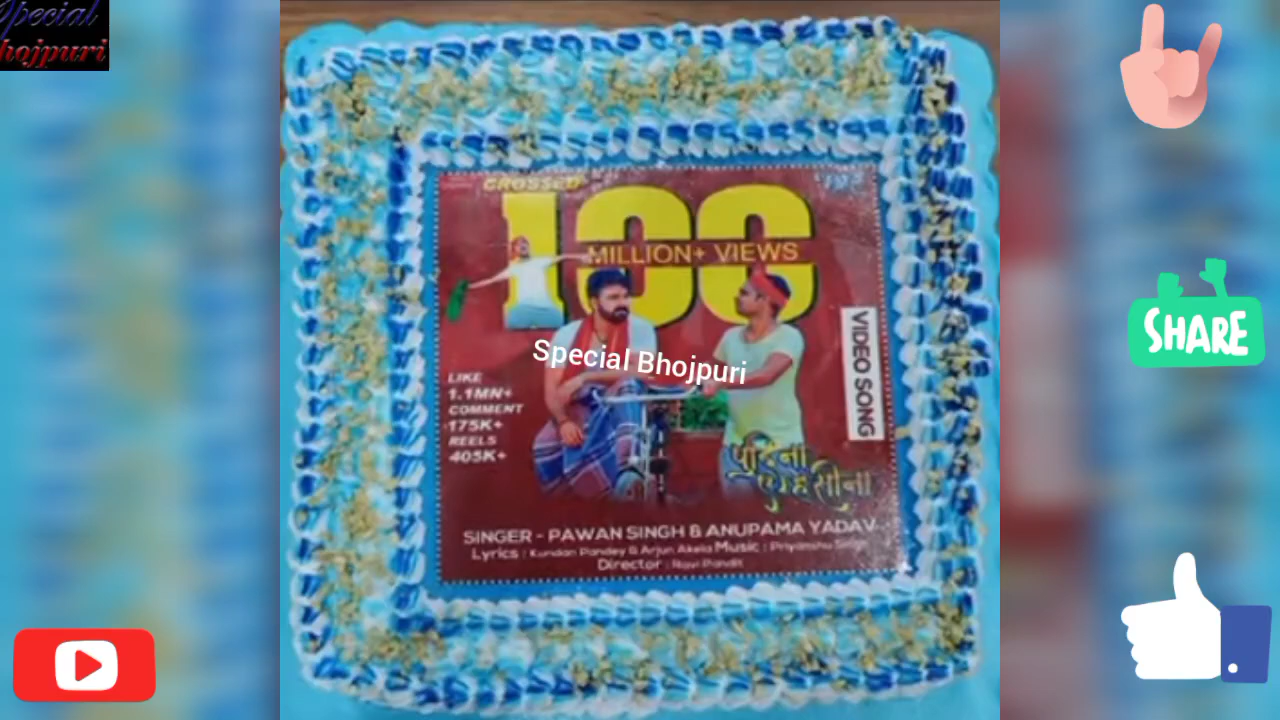 Special
Bhojpuri
CROSSED
100
MILLION+ VIEWS
Special Bhojpuri
VIDEO SONG
LIKE
1.1MN+
COMMENT
175K+
REELS
405K+
SINGER - PAWAN SINGH & ANUPAMA YADAV
Lyrics : Kundan Pandey & Arjun Akela Music : Priyanshu Singh
Director : Ravi Pandit
SHARE